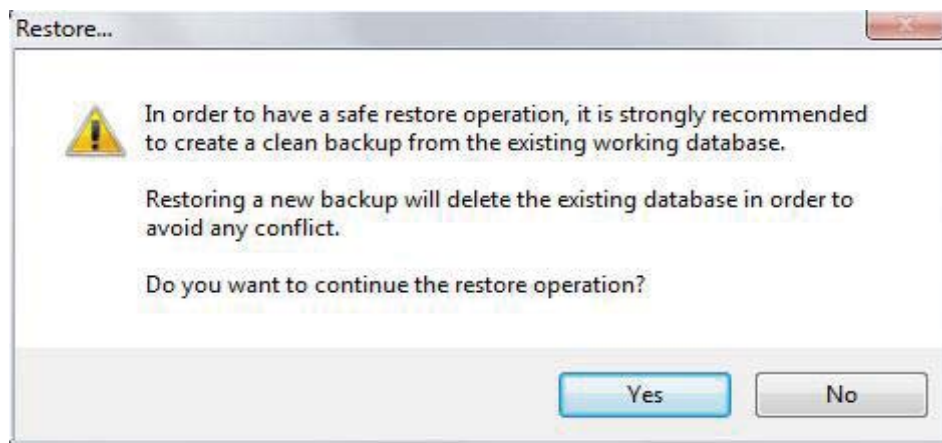 Restore...
In order to have a safe restore operation, it is strongly recommended
to create a clean backup from the existing working database.
Restoring a new backup will delete the existing database in order to
avoid any conflict.
Do you want to continue the restore operation?
Yes
No